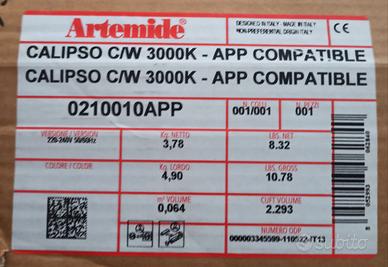 Artemide®
DESIGNED IN ITALY - MADE IN ITALY
NON-PREFERENTIAL ORIGIN ITALY
CE
CALIPSO C/W 3000K - APP COMPATIBLE
CALIPSO C/W 3000K - APP COMPATIBLE
0210010APP
N. COLLI
001/001
N. PEZZI
001
VERSIONE / VERSION
220-240V 50/60Hz
Kg. NETTO
3,78
LBS. NET
8.32
COLORE / COLOR
Kg. LORDO
4,90
LBS. GROSS
10.78
m³ VOLUME
0,064
CUFT VOLUME
2.293
NUMERO ODP
subito